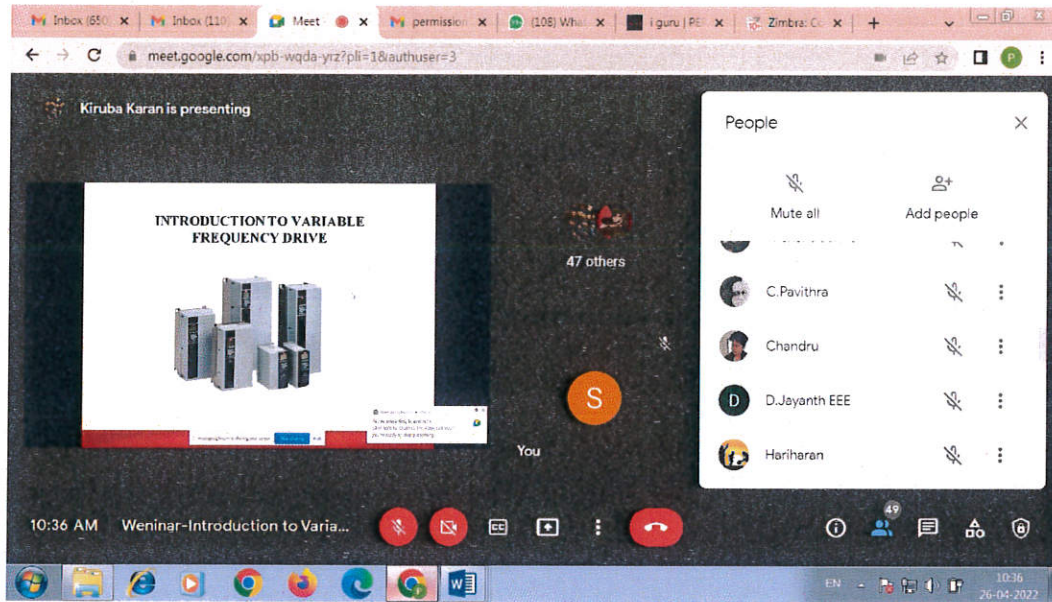 Inbox (650
Inbox (110
Meet
permission
(108) What
i guru | PE
Zimbra: Co
meet.google.com/xpb-wqda-yrz?pli=1&authuser=3
P
Kiruba Karan is presenting
INTRODUCTION TO VARIABLE
FREQUENCY DRIVE
47 others
S
You
People
Mute all
Add people
C.Pavithra
Chandru
D
D.Jayanth EEE
Hariharan
10:36 AM
Weninar-Introduction to Varia...
CC
49
W
EN
10:36
26-04-2022